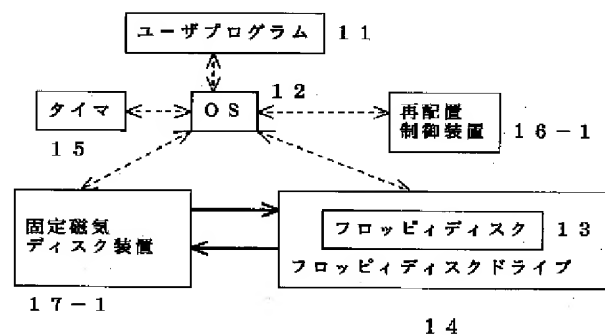 ユーザプログラム
11
OS
12
タイマ
15
再配置
制御装置
16-1
固定磁気
ディスク装置
17-1
フロッピィディスク
13
フロッピィディスクドライブ
14